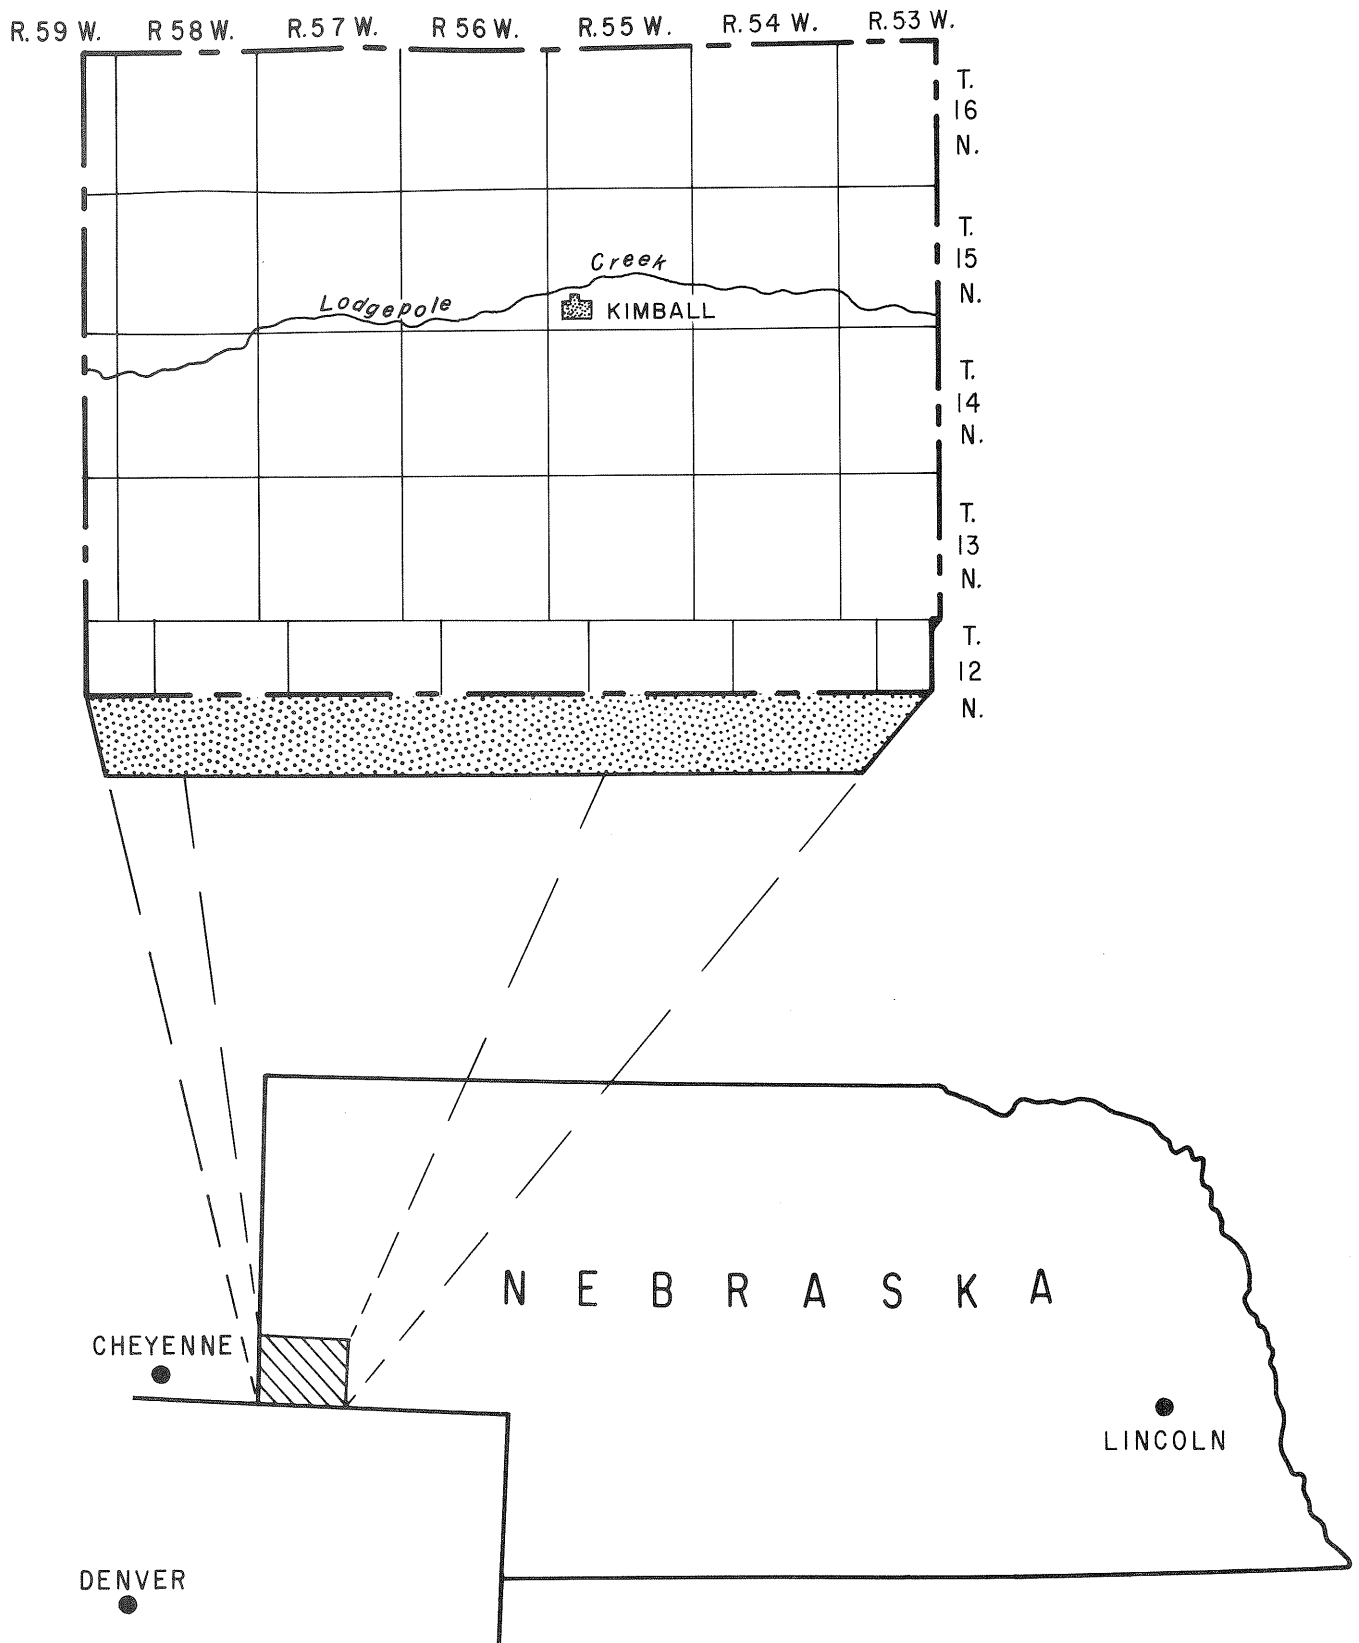 R.59 W. R 58 W. R.57 W. R 56 W. R.55 W. R.54 W. R.53 W.
T.
16
N.
T.
15
N.
Creek
Lodgepole
KIMBALL
T.
14
N.
T.
13
N.
T.
12
N.
NEBRASKA
CHEYENNE
LINCOLN
DENVER